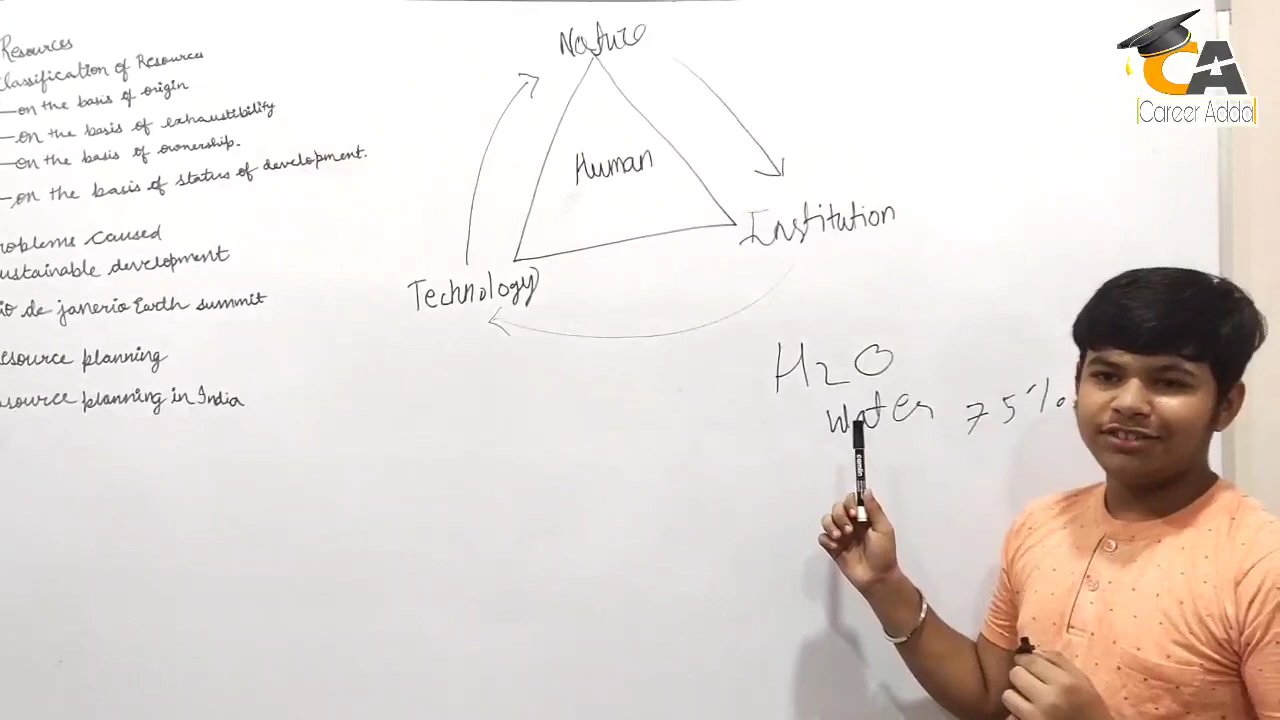 Resources
Classification of Resources
—on the basis of origin
—on the basis of exhaustibility
—on the basis of ownership.
—on the basis of status of development.
roblems caused
ustainable development
io de janerio Earth summit
esource planning
source planning in India
Nature
Human
Institution
Technology
H2O
water 75%
camlin
CA
Career Adda